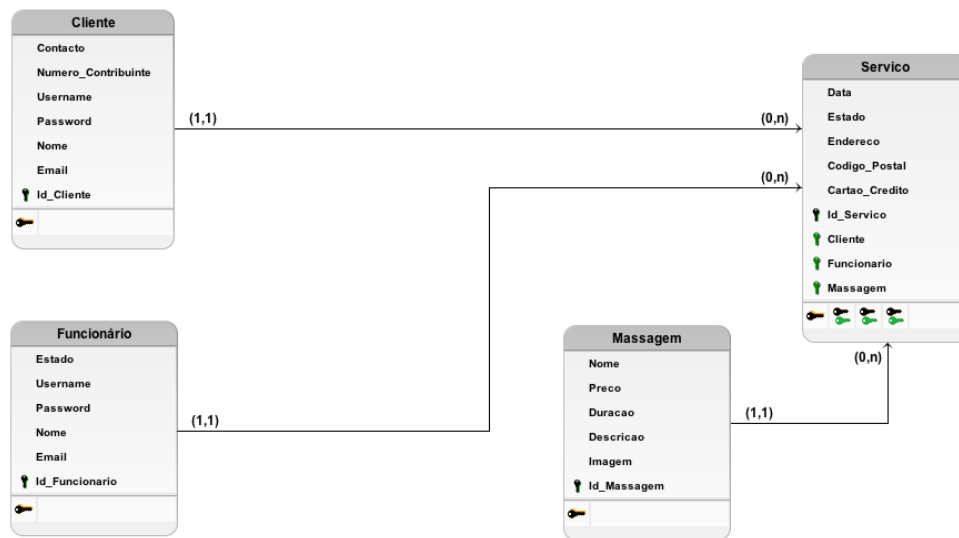 Cliente
Contacto
Numero_Contribuinte
Username
Password
Nome
Email
Id_Cliente
(1,1)
(0,n)
Servico
Data
Estado
Endereco
Codigo_Postal
Cartao_Credito
Id_Servico
Cliente
Funcionario
Massagem
(0,n)
Funcionário
Estado
Username
Password
Nome
Email
Id_Funcionario
(1,1)
Massagem
Nome
Preco
Duracao
Descricao
Imagem
Id_Massagem
(1,1)
(0,n)